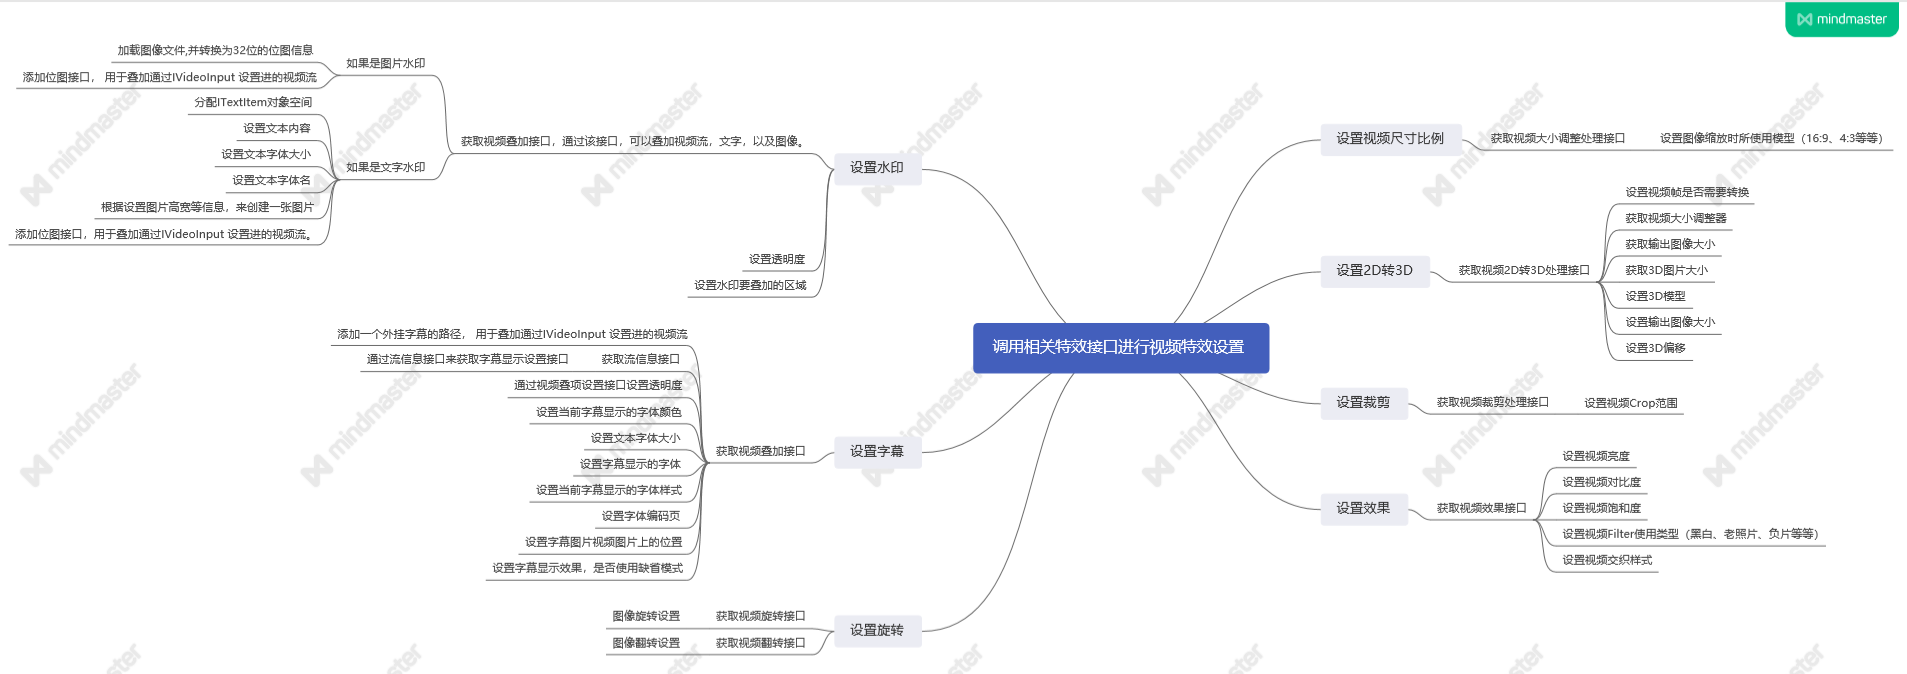 mindmaster
调用相关特效接口进行视频特效设置
设置视频尺寸比例
获取视频大小调整处理接口
设置图像缩放时所使用模型（16:9、4:3等等）
设置2D转3D
获取视频2D转3D处理接口
设置视频帧是否需要转换
获取视频大小调整器
获取输出图像大小
获取3D图片大小
设置3D模型
设置输出图像大小
设置3D偏移
设置裁剪
获取视频裁剪处理接口
设置视频Crop范围
设置效果
获取视频效果接口
设置视频亮度
设置视频对比度
设置视频饱和度
设置视频Filter使用类型（黑白、老照片、负片等等）
设置视频交织样式
设置水印
获取视频叠加接口，通过该接口，可以叠加视频流，文字，以及图像。
如果是图片水印
加载图像文件,并转换为32位的位图信息
添加位图接口， 用于叠加通过IVideoInput 设置进的视频流
如果是文字水印
分配ITextItem对象空间
设置文本内容
设置文本字体大小
设置文本字体名
根据设置图片高宽等信息，来创建一张图片
添加位图接口，用于叠加通过IVideoInput 设置进的视频流。
设置透明度
设置水印要叠加的区域
设置字幕
获取视频叠加接口
添加一个外挂字幕的路径， 用于叠加通过IVideoInput 设置进的视频流
获取流信息接口
通过流信息接口来获取字幕显示设置接口
通过视频叠项设置接口设置透明度
设置当前字幕显示的字体颜色
设置文本字体大小
设置字幕显示的字体
设置当前字幕显示的字体样式
设置字体编码页
设置字幕图片视频图片上的位置
设置字幕显示效果，是否使用缺省模式
设置旋转
获取视频旋转接口
图像旋转设置
获取视频翻转接口
图像翻转设置